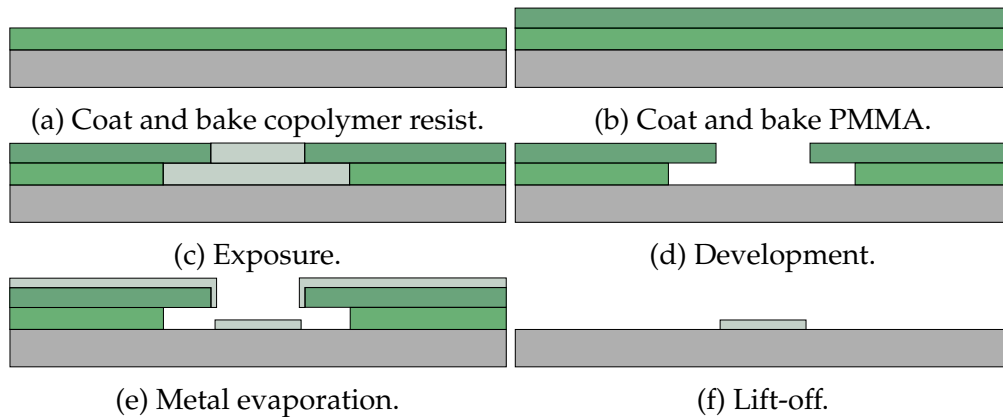 (a) Coat and bake copolymer resist.
(b) Coat and bake PMMA.
(c) Exposure.
(d) Development.
(e) Metal evaporation.
(f) Lift-off.